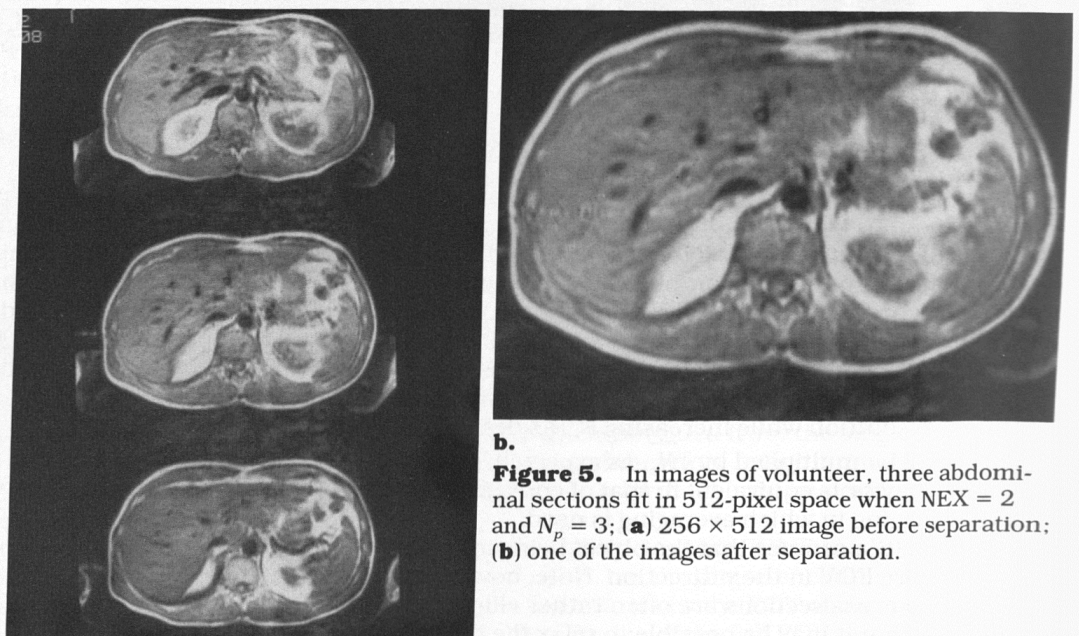 08
b.
Figure 5. In images of volunteer, three abdomi-
nal sections fit in 512-pixel space when NEX = 2
and Np = 3; (a) 256 × 512 image before separation;
(b) one of the images after separation.